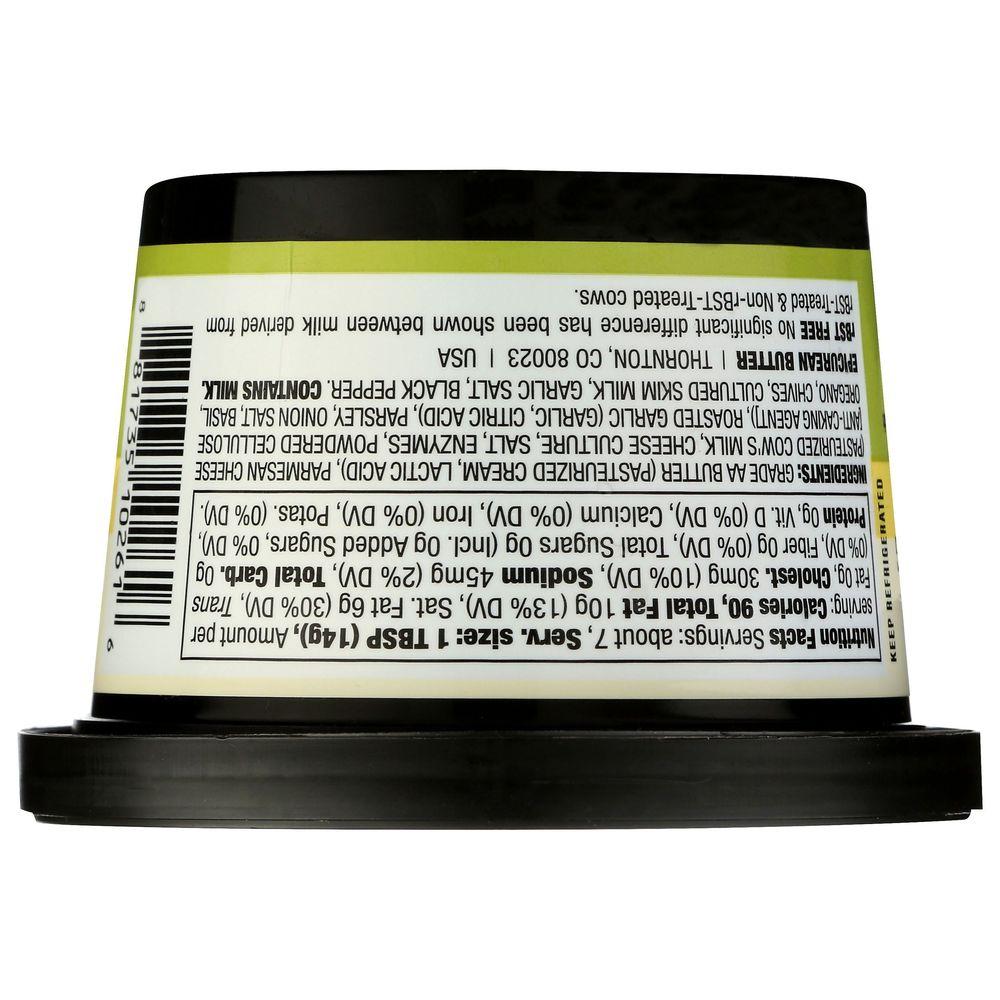 Nutrition Facts Servings: about 7, Serv. size: 1 TBSP (14g), Amount per
serving: Calories 90, Total Fat 10g (13% DV), Sat. Fat 6g (30% DV), Trans
Fat 0g, Cholest. 30mg (10% DV), Sodium 45mg (2% DV), Total Carb. 0g
(0% DV), Fiber 0g (0% DV), Total Sugars 0g (Incl. 0g Added Sugars, 0% DV),
Protein 0g, Vit. D (0% DV), Calcium (0% DV), Iron (0% DV), Potas. (0% DV).
INGREDIENTS: GRADE AA BUTTER (PASTEURIZED CREAM, LACTIC ACID), PARMESAN CHEESE
(PASTEURIZED COW'S MILK, CHEESE CULTURE, SALT, ENZYMES, POWDERED CELLULOSE
[ANTI-CAKING AGENT]), ROASTED GARLIC (GARLIC, CITRIC ACID), PARSLEY, ONION SALT, BASIL,
OREGANO, CHIVES, CULTURED SKIM MILK, GARLIC SALT, BLACK PEPPER. CONTAINS MILK.
EPICUREAN BUTTER | THORNTON, CO 80023 | USA
rBST FREE No significant difference has been shown between milk derived from
rBST-Treated & Non-rBST-Treated cows.
KEEP REFRIGERATED
8 81735 10261 6